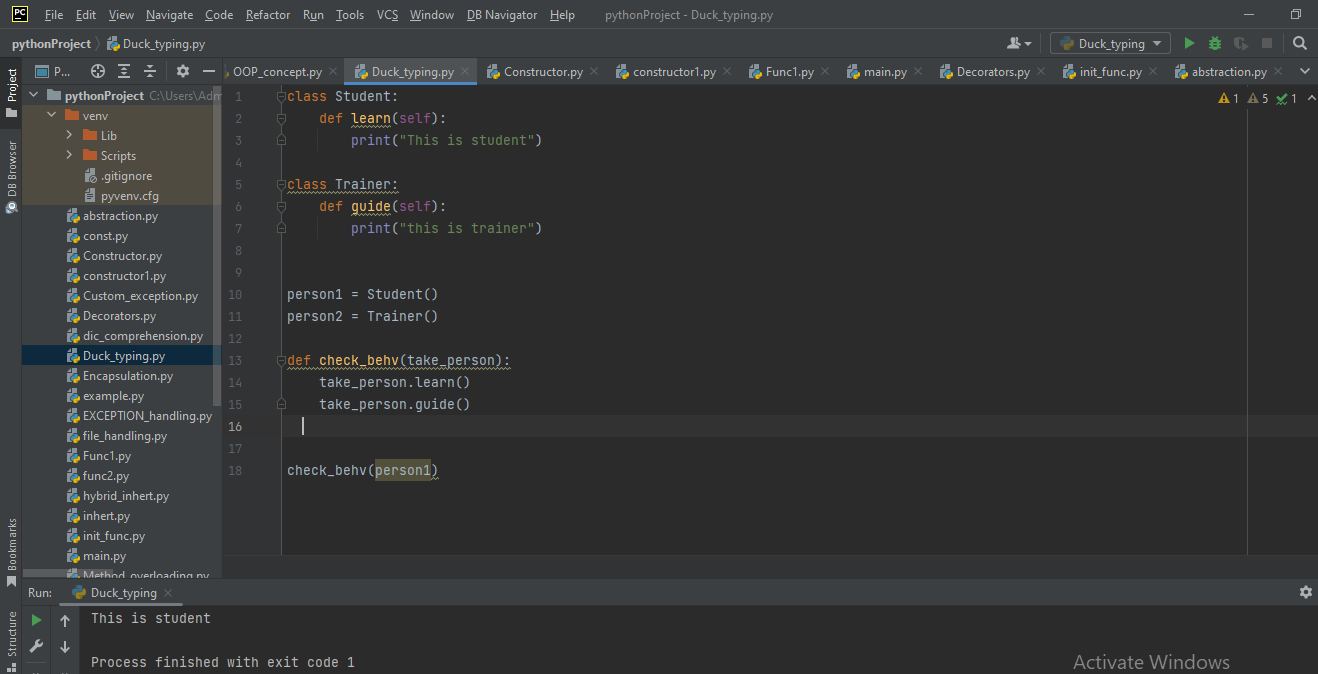 PC File Edit View Navigate Code Refactor Run Tools VCS Window DB Navigator Help pythonProject - Duck_typing.py
pythonProject Duck_typing.py Duck_typing
Project
P... OOP_concept.py Duck_typing.py Constructor.py constructor1.py Func1.py main.py Decorators.py init_func.py abstraction.py
pythonProject C:\Users\Adm
venv
Lib
Scripts
.gitignore
pyvenv.cfg
abstraction.py
const.py
Constructor.py
constructor1.py
Custom_exception.py
Decorators.py
dic_comprehension.py
Duck_typing.py
Encapsulation.py
example.py
EXCEPTION_handling.py
file_handling.py
Func1.py
func2.py
hybrid_inhert.py
inhert.py
init_func.py
main.py
Method_overloading.py
DB Browser
Bookmarks
Structure
1 class Student:
2     def learn(self):
3         print("This is student")
4
5 class Trainer:
6     def guide(self):
7         print("this is trainer")
8
9
10 person1 = Student()
11 person2 = Trainer()
12
13 def check_behv(take_person):
14     take_person.learn()
15     take_person.guide()
16
17
18 check_behv(person1)
1 5 1
Run: Duck_typing
This is student
Process finished with exit code 1
Activate Windows